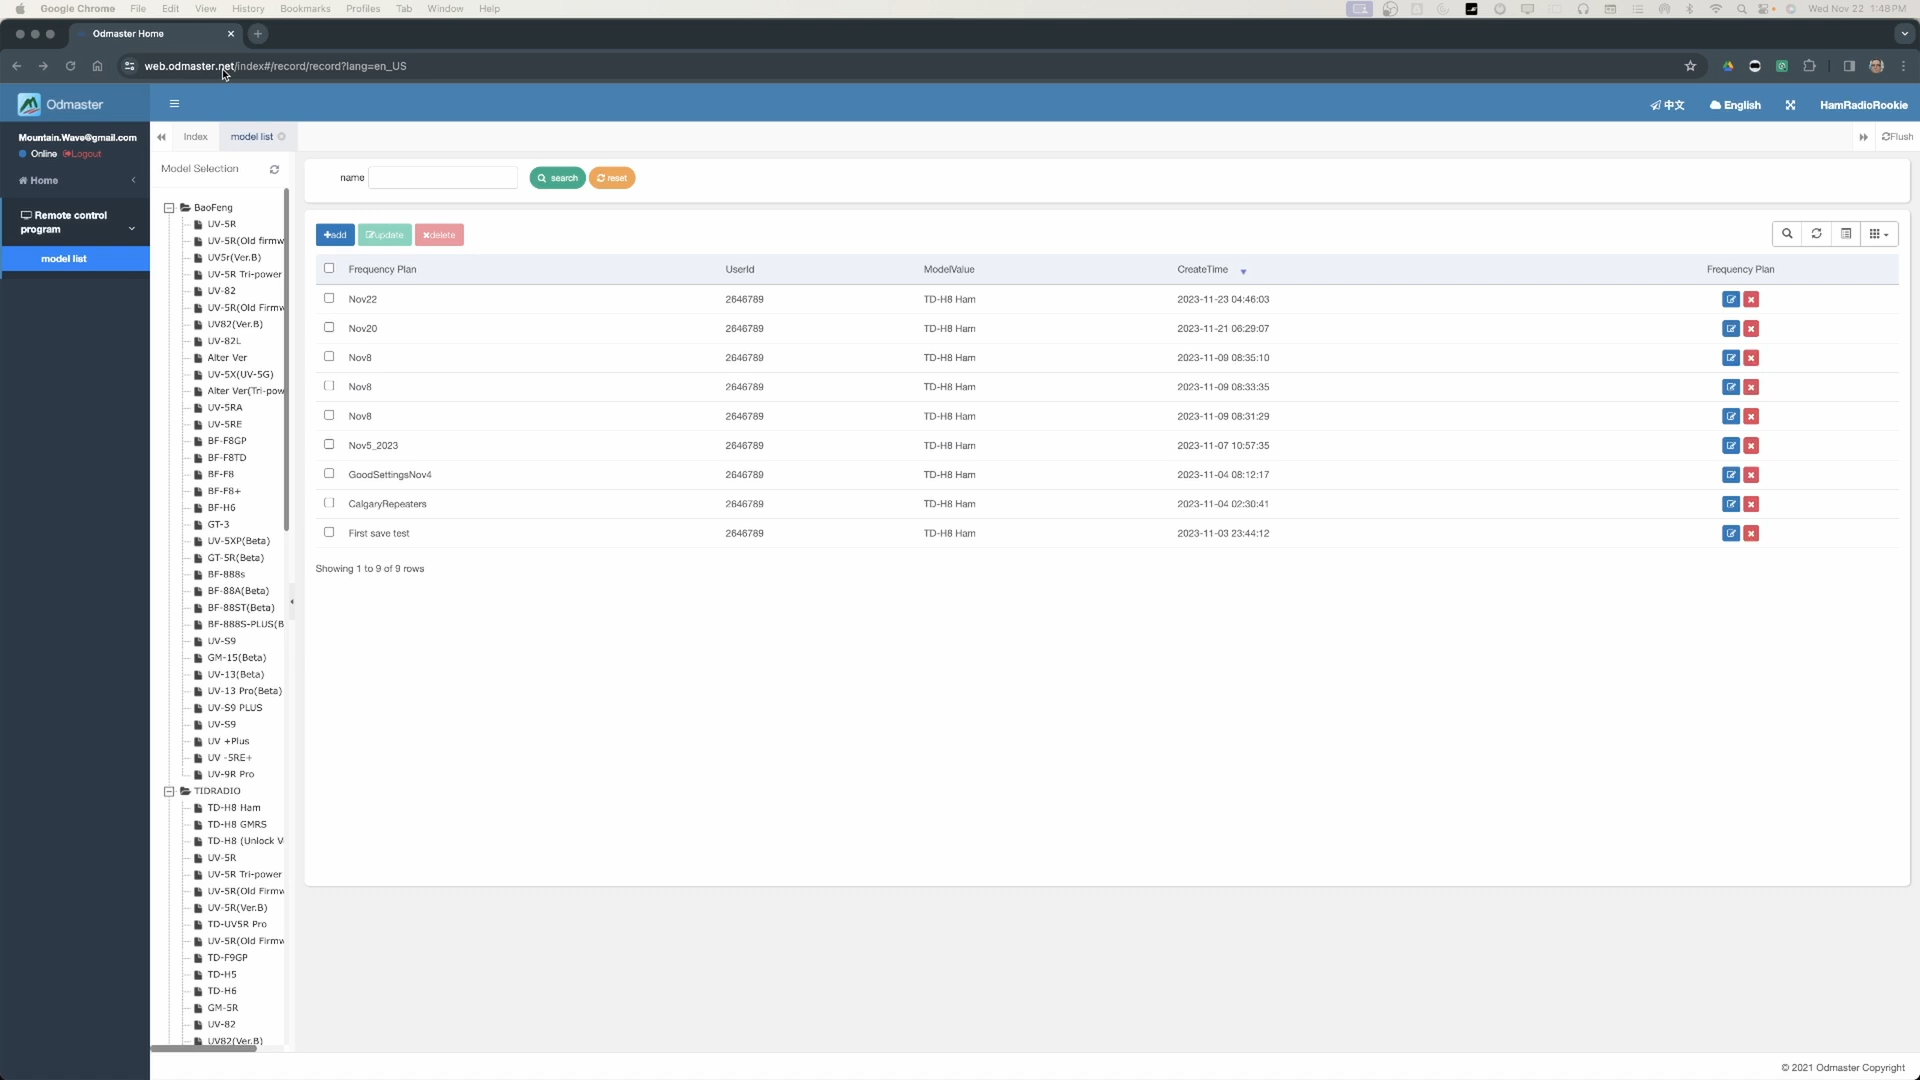 Google Chrome File Edit View History Bookmarks Profiles Tab Window Help Wed Nov 22 1:48PM
Odmaster Home
web.odmaster.net/index#/record/record?lang=en_US
Odmaster
中文 English HamRadioRookie
Mountain.Wave@gmail.com
Online Logout
Home
Remote control program
model list
Index model list Flush
Model Selection
BaoFeng
UV-5R
UV-5R(Old firmw
UV5r(Ver.B)
UV-5R Tri-power
UV-82
UV-5R(Old Firmw
UV82(Ver.B)
UV-82L
Alter Ver
UV-5X(UV-5G)
Alter Ver(Tri-pow
UV-5RA
UV-5RE
BF-F8GP
BF-F8TD
BF-F8
BF-F8+
BF-H6
GT-3
UV-5XP(Beta)
GT-5R(Beta)
BF-888s
BF-88A(Beta)
BF-88ST(Beta)
BF-888S-PLUS(B
UV-S9
GM-15(Beta)
UV-13(Beta)
UV-13 Pro(Beta)
UV-S9 PLUS
UV-S9
UV +Plus
UV -5RE+
UV-9R Pro
TIDRADIO
TD-H8 Ham
TD-H8 GMRS
TD-H8 (Unlock V
UV-5R
UV-5R Tri-power
UV-5R(Old Firmw
UV-5R(Ver.B)
TD-UV5R Pro
UV-5R(Old Firmw
TD-F9GP
TD-H5
TD-H6
GM-5R
UV-82
UV82(Ver.B)
name search reset
+add update delete
Frequency Plan UserId ModelValue CreateTime Frequency Plan
Nov22 2646789 TD-H8 Ham 2023-11-23 04:46:03
Nov20 2646789 TD-H8 Ham 2023-11-21 06:29:07
Nov8 2646789 TD-H8 Ham 2023-11-09 08:35:10
Nov8 2646789 TD-H8 Ham 2023-11-09 08:33:35
Nov8 2646789 TD-H8 Ham 2023-11-09 08:31:29
Nov5_2023 2646789 TD-H8 Ham 2023-11-07 10:57:35
GoodSettingsNov4 2646789 TD-H8 Ham 2023-11-04 08:12:17
CalgaryRepeaters 2646789 TD-H8 Ham 2023-11-04 02:30:41
First save test 2646789 TD-H8 Ham 2023-11-03 23:44:12
Showing 1 to 9 of 9 rows
© 2021 Odmaster Copyright